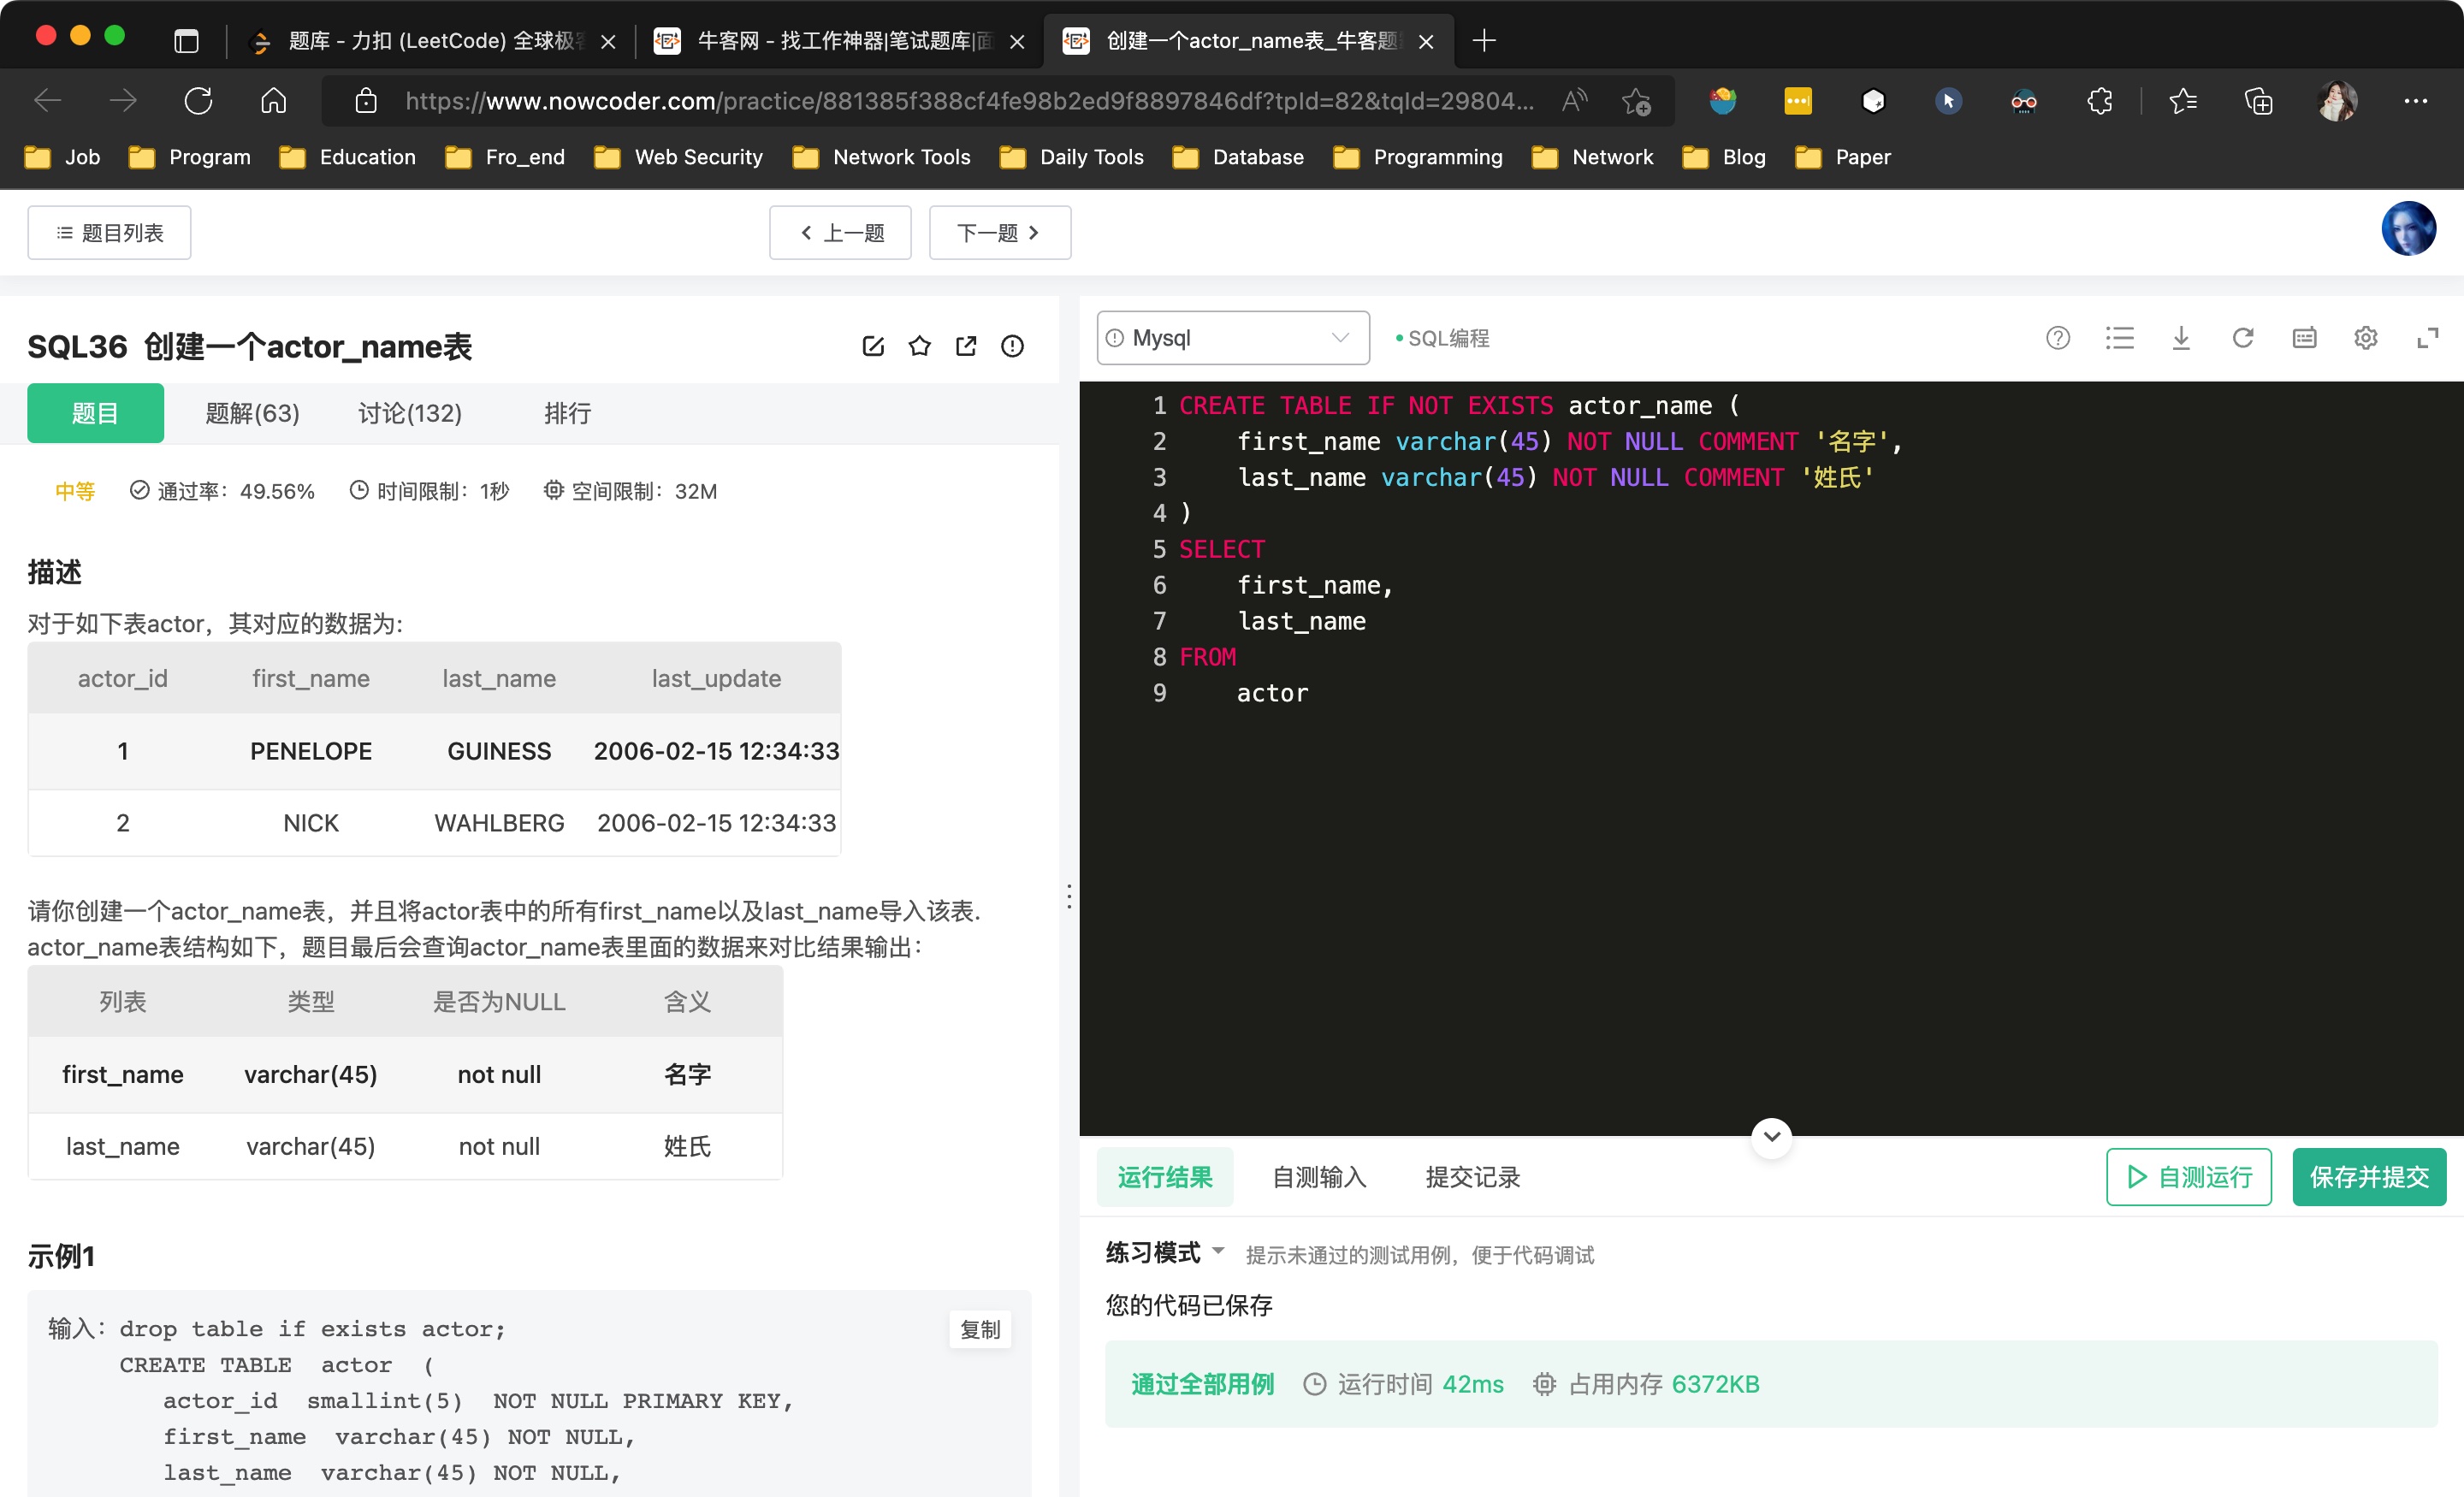 题库 - 力扣 (LeetCode) 全球极客
牛客网 - 找工作神器|笔试题库|面
创建一个actor_name表_牛客题
https://www.nowcoder.com/practice/881385f388cf4fe98b2ed9f8897846df?tpId=82&tqId=29804...
Job
Program
Education
Fro_end
Web Security
Network Tools
Daily Tools
Database
Programming
Network
Blog
Paper
题目列表
上一题
下一题
SQL36 创建一个actor_name表
题目
题解(63)
讨论(132)
排行
中等
通过率：49.56%
时间限制：1秒
空间限制：32M
描述
对于如下表actor，其对应的数据为:
actor_id first_name last_name last_update
1 PENELOPE GUINESS 2006-02-15 12:34:33
2 NICK WAHLBERG 2006-02-15 12:34:33
请你创建一个actor_name表，并且将actor表中的所有first_name以及last_name导入该表.
actor_name表结构如下，题目最后会查询actor_name表里面的数据来对比结果输出：
列表 类型 是否为NULL 含义
first_name varchar(45) not null 名字
last_name varchar(45) not null 姓氏
示例1
输入：drop table if exists actor;
复制
CREATE TABLE actor (
actor_id smallint(5) NOT NULL PRIMARY KEY,
first_name varchar(45) NOT NULL,
last_name varchar(45) NOT NULL,
Mysql
SQL编程
1 CREATE TABLE IF NOT EXISTS actor_name (
2 first_name varchar(45) NOT NULL COMMENT '名字',
3 last_name varchar(45) NOT NULL COMMENT '姓氏'
4 )
5 SELECT
6 first_name,
7 last_name
8 FROM
9 actor
运行结果
自测输入
提交记录
自测运行
保存并提交
练习模式 提示未通过的测试用例，便于代码调试
您的代码已保存
通过全部用例 运行时间 42ms 占用内存 6372KB